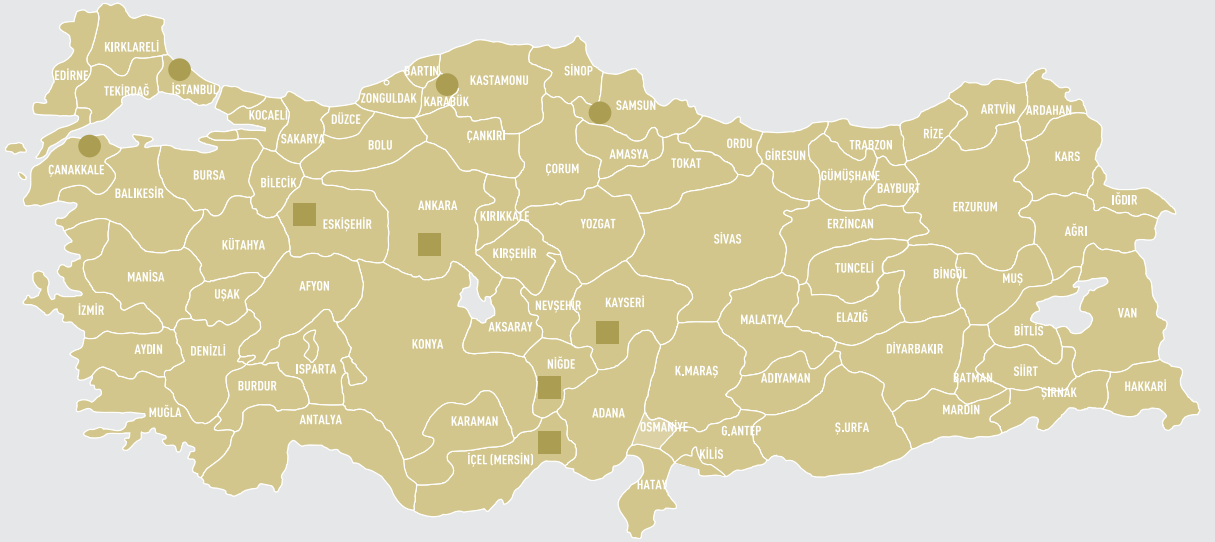 KIRKLARELİ
EDİRNE
TEKİRDAĞ
İSTANBUL
KOCAELİ
SAKARYA
DÜZCE
ZONGULDAK
BARTIN
KARABÜK
KASTAMONU
SİNOP
SAMSUN
ÇANAKKALE
BALIKESİR
BURSA
BİLECİK
BOLU
ÇANKIRI
ÇORUM
AMASYA
TOKAT
ORDU
GİRESUN
TRABZON
GÜMÜŞHANE
BAYBURT
RİZE
ARTVİN
ARDAHAN
KARS
IĞDIR
AĞRI
ERZURUM
ERZİNCAN
ESKİŞEHİR
ANKARA
KIRIKKALE
YOZGAT
SİVAS
KÜTAHYA
KIRŞEHİR
TUNCELİ
BİNGÖL
MUŞ
MANİSA
UŞAK
AFYON
NEVŞEHİR
KAYSERİ
MALATYA
ELAZIĞ
VAN
İZMİR
AKSARAY
BİTLİS
AYDIN
DENİZLİ
KONYA
DİYARBAKIR
ISPARTA
NİĞDE
K.MARAŞ
ADIYAMAN
BATMAN
SİİRT
ŞIRNAK
HAKKARİ
BURDUR
MUĞLA
ANTALYA
KARAMAN
ADANA
OSMANİYE
G.ANTEP
Ş.URFA
MARDİN
İÇEL (MERSİN)
KİLİS
HATAY